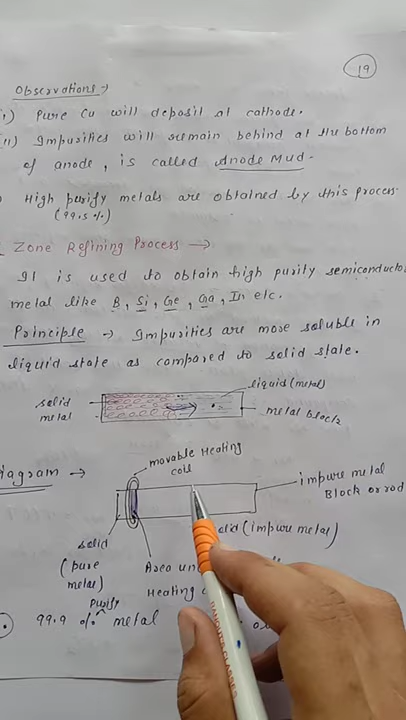 19
Observations →
(i) Pure Cu will deposit at cathode.
(ii) Impurities will remain behind at the bottom
of anode, is called Anode Mud.
High purify metals are obtained by this process.
(99.5 %)
Zone Refining Process →
It is used to obtain high purity semiconductor
metal like B, Si, Ge, Ga, In etc.
Principle → Impurities are more soluble in
liquid state as compared to solid state.
solid
metal
liquid (metal)
metal block
Diagram →
movable Heating
coil
impure metal
Block or rod
(impure metal)
solid
(pure
metal)
Area
Heating
99.9 % Purify metal